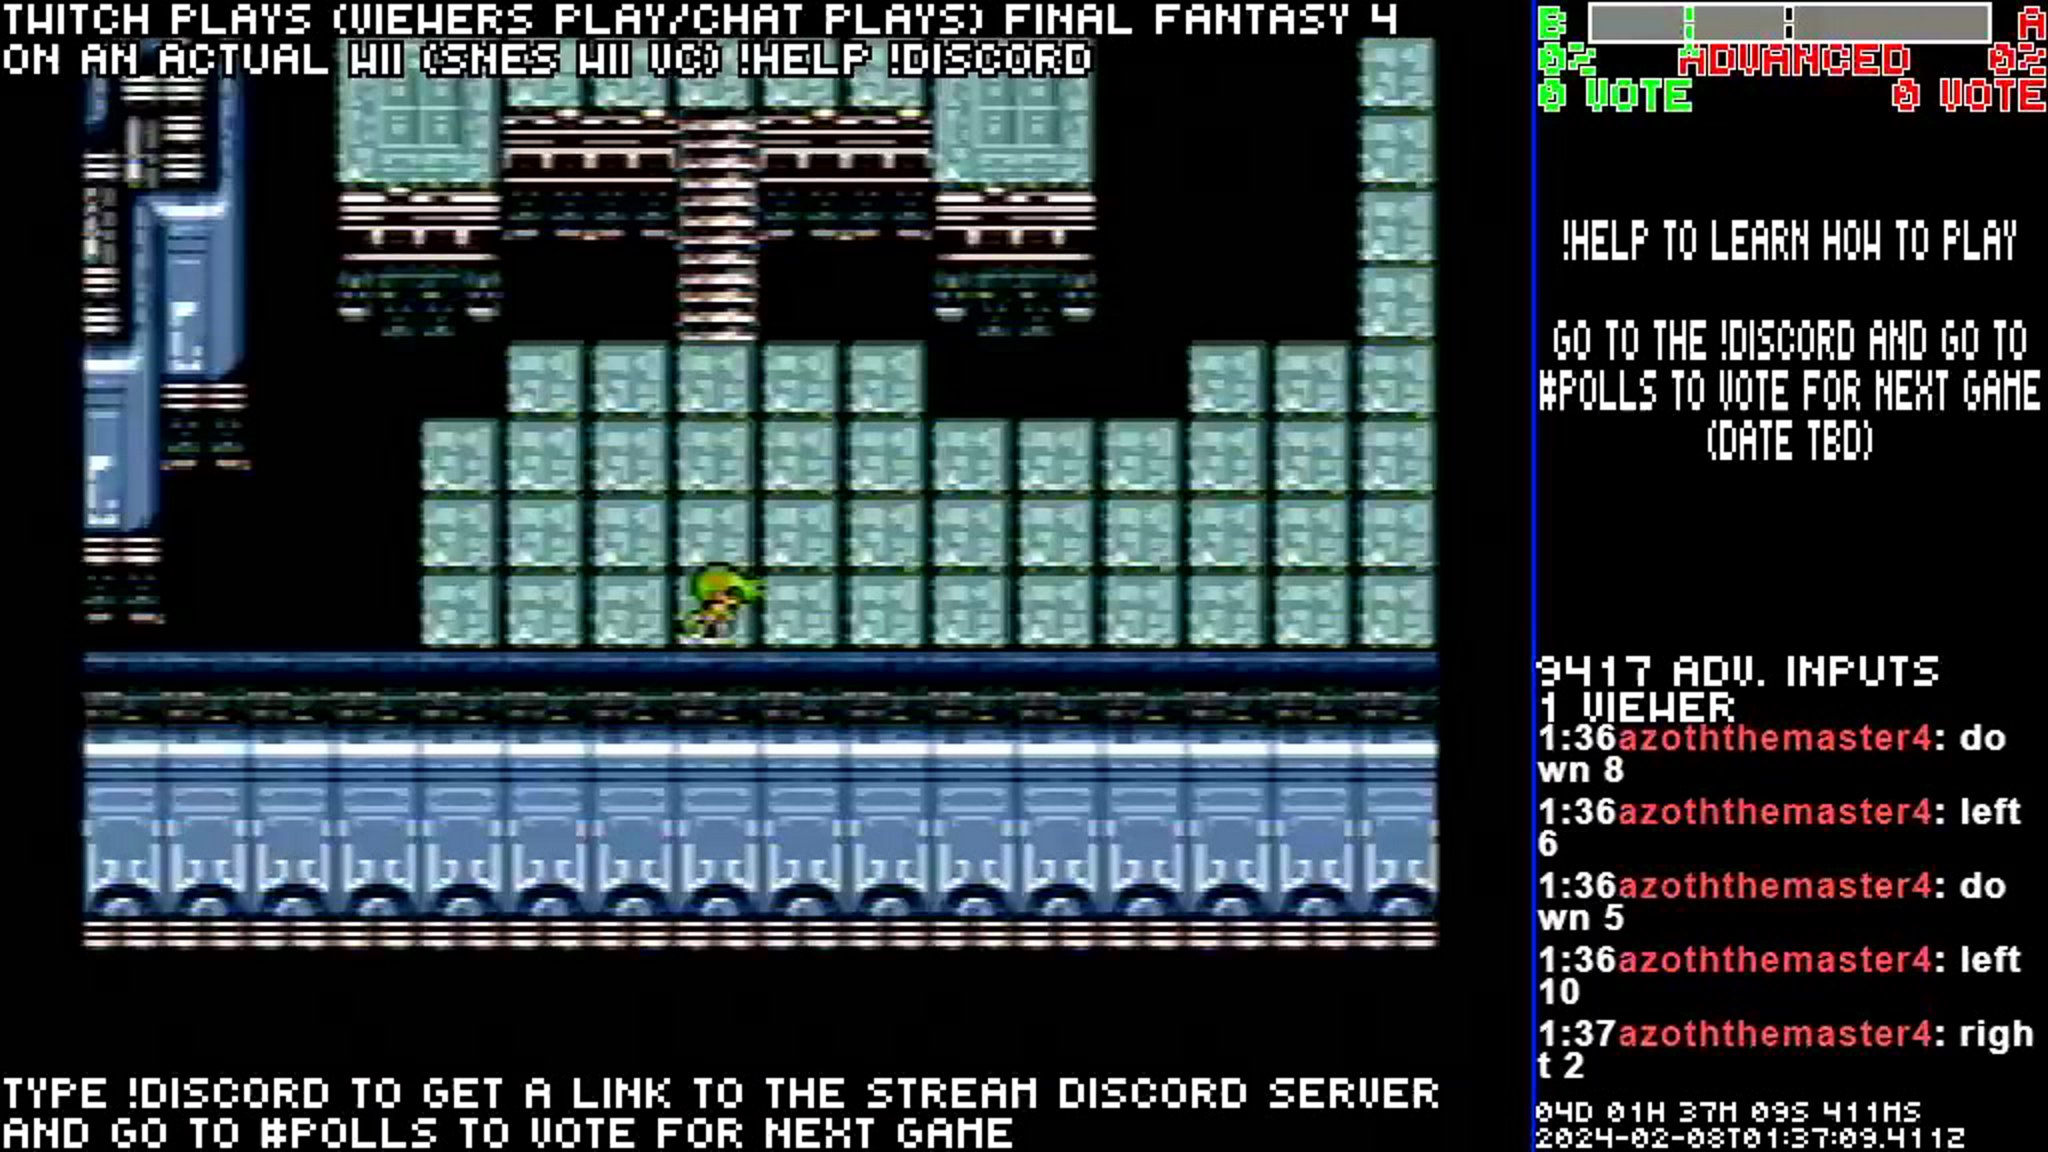 TWITCH PLAYS (VIEWERS PLAY/CHAT PLAYS) FINAL FANTASY 4
ON AN ACTUAL WII (SNES WII VC) !HELP !DISCORD
B A
0% ADVANCED 0%
0 VOTE 0 VOTE
!HELP TO LEARN HOW TO PLAY
GO TO THE !DISCORD AND GO TO
#POLLS TO VOTE FOR NEXT GAME
(DATE TBD)
9417 ADV. INPUTS
1 VIEWER
1:36azoththemaster4: do
wn 8
1:36azoththemaster4: left
6
1:36azoththemaster4: do
wn 5
1:36azoththemaster4: left
10
1:37azoththemaster4: righ
t 2
04D 01H 37M 09S 411MS
2024-02-08T01:37:09.411Z
TYPE !DISCORD TO GET A LINK TO THE STREAM DISCORD SERVER
AND GO TO #POLLS TO VOTE FOR NEXT GAME